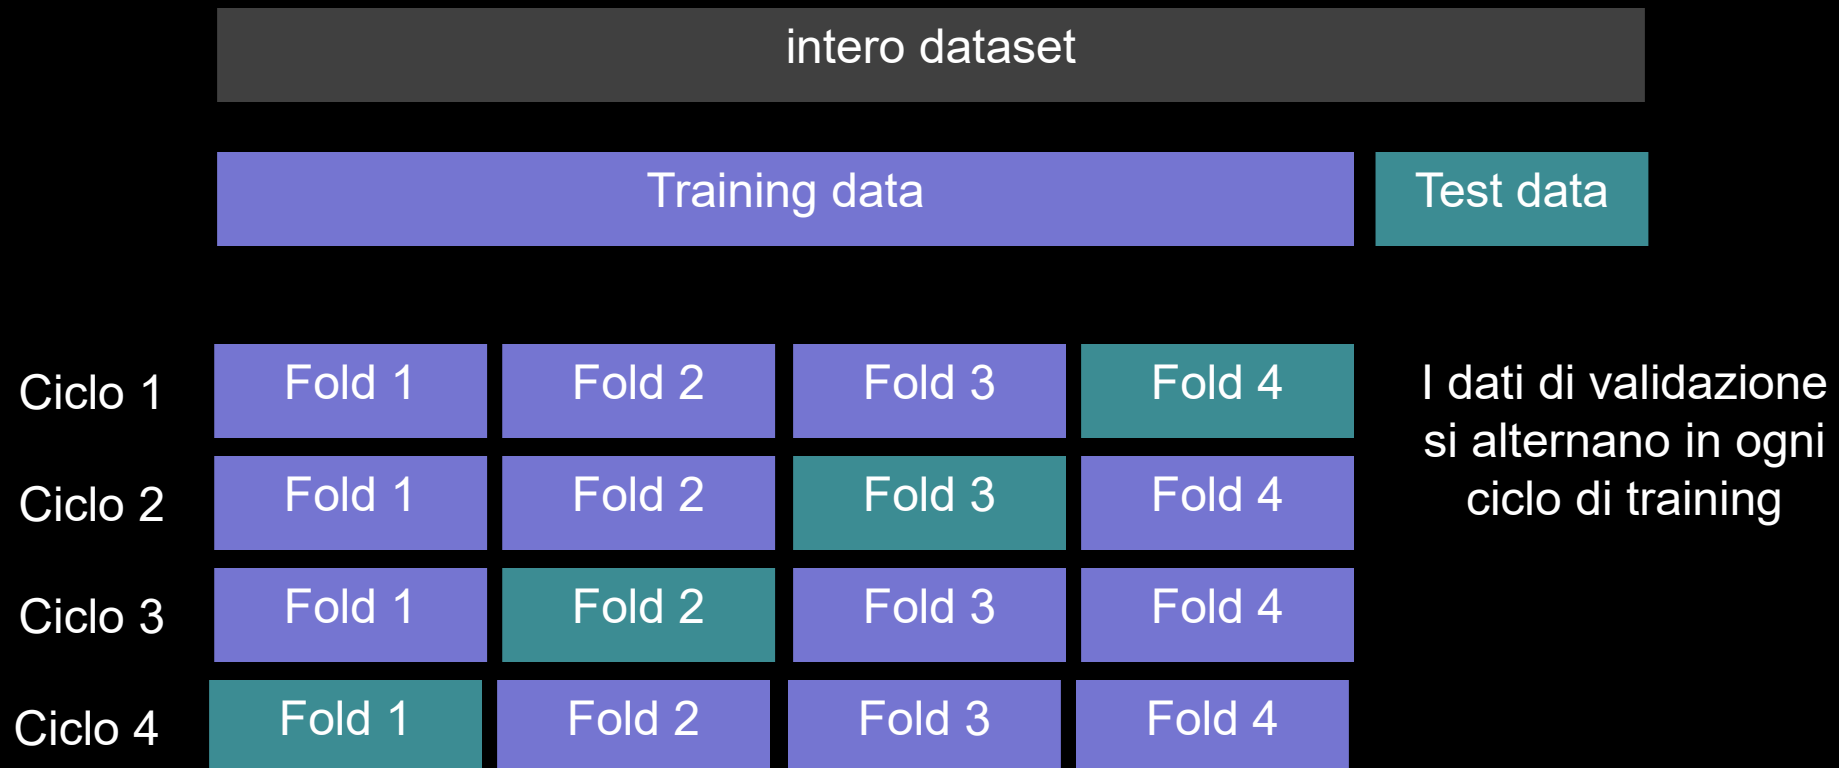 intero dataset
Training data Test data
Ciclo 1 Fold 1 Fold 2 Fold 3 Fold 4
Ciclo 2 Fold 1 Fold 2 Fold 3 Fold 4
Ciclo 3 Fold 1 Fold 2 Fold 3 Fold 4
Ciclo 4 Fold 1 Fold 2 Fold 3 Fold 4
I dati di validazione
si alternano in ogni
ciclo di training